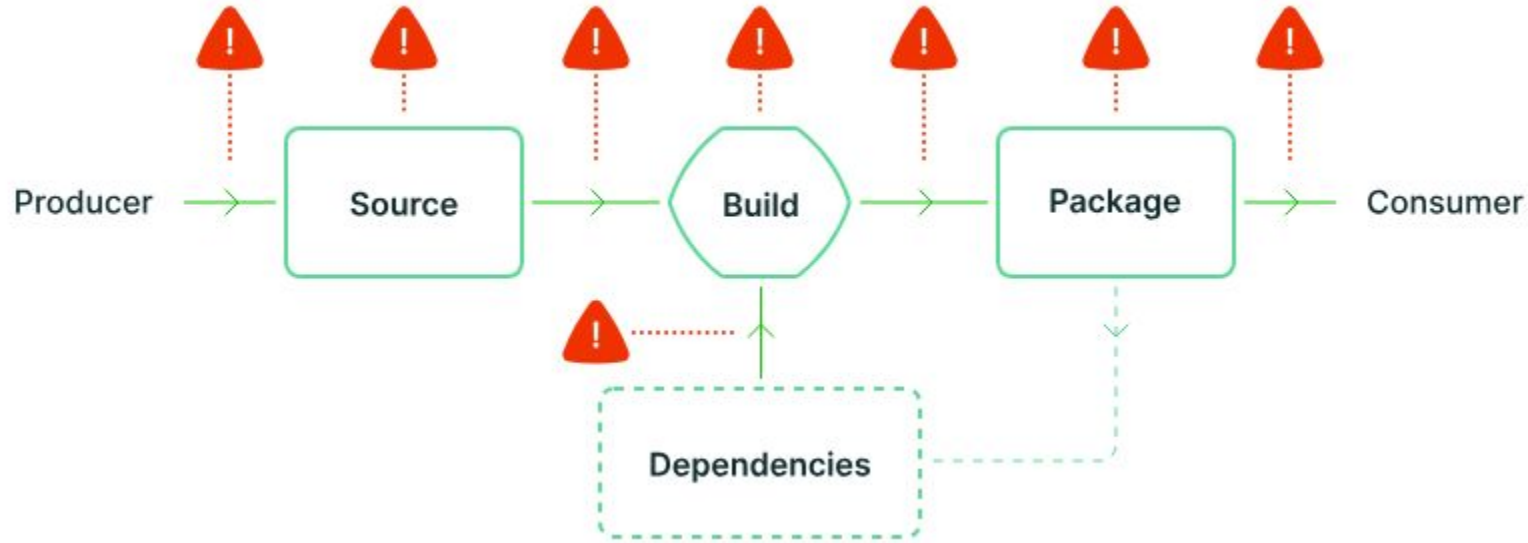 !
!
!
!
!
!
!
Producer
Source
Build
Package
Consumer
!
Dependencies